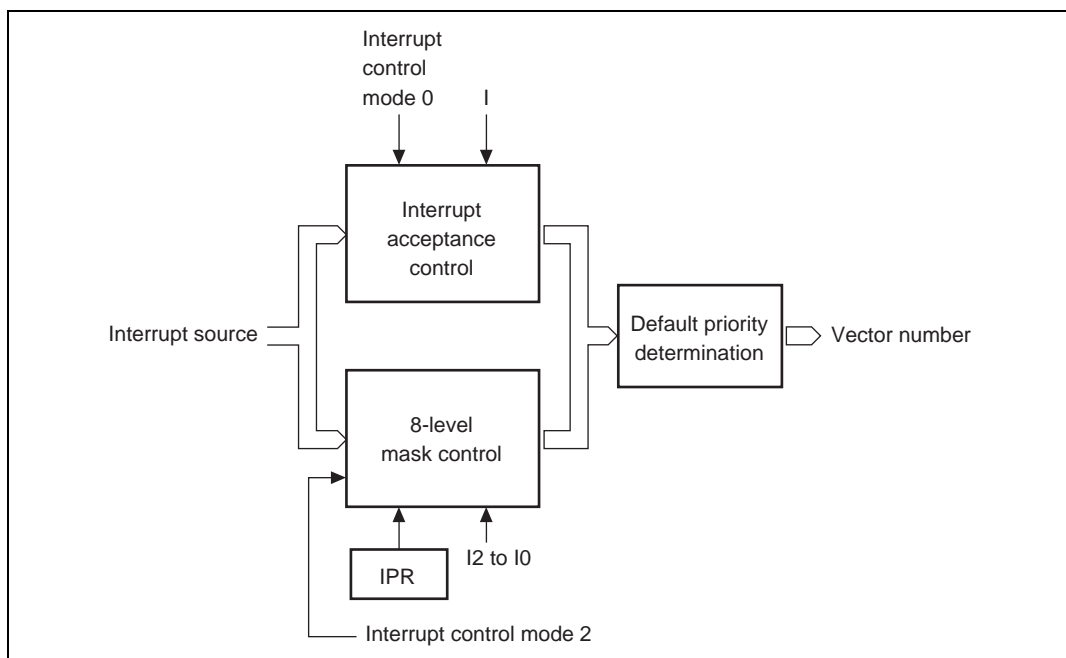 Interrupt
control
mode 0
I
Interrupt
acceptance
control
Interrupt source
Default priority
determination
Vector number
8-level
mask control
I2 to I0
IPR
Interrupt control mode 2